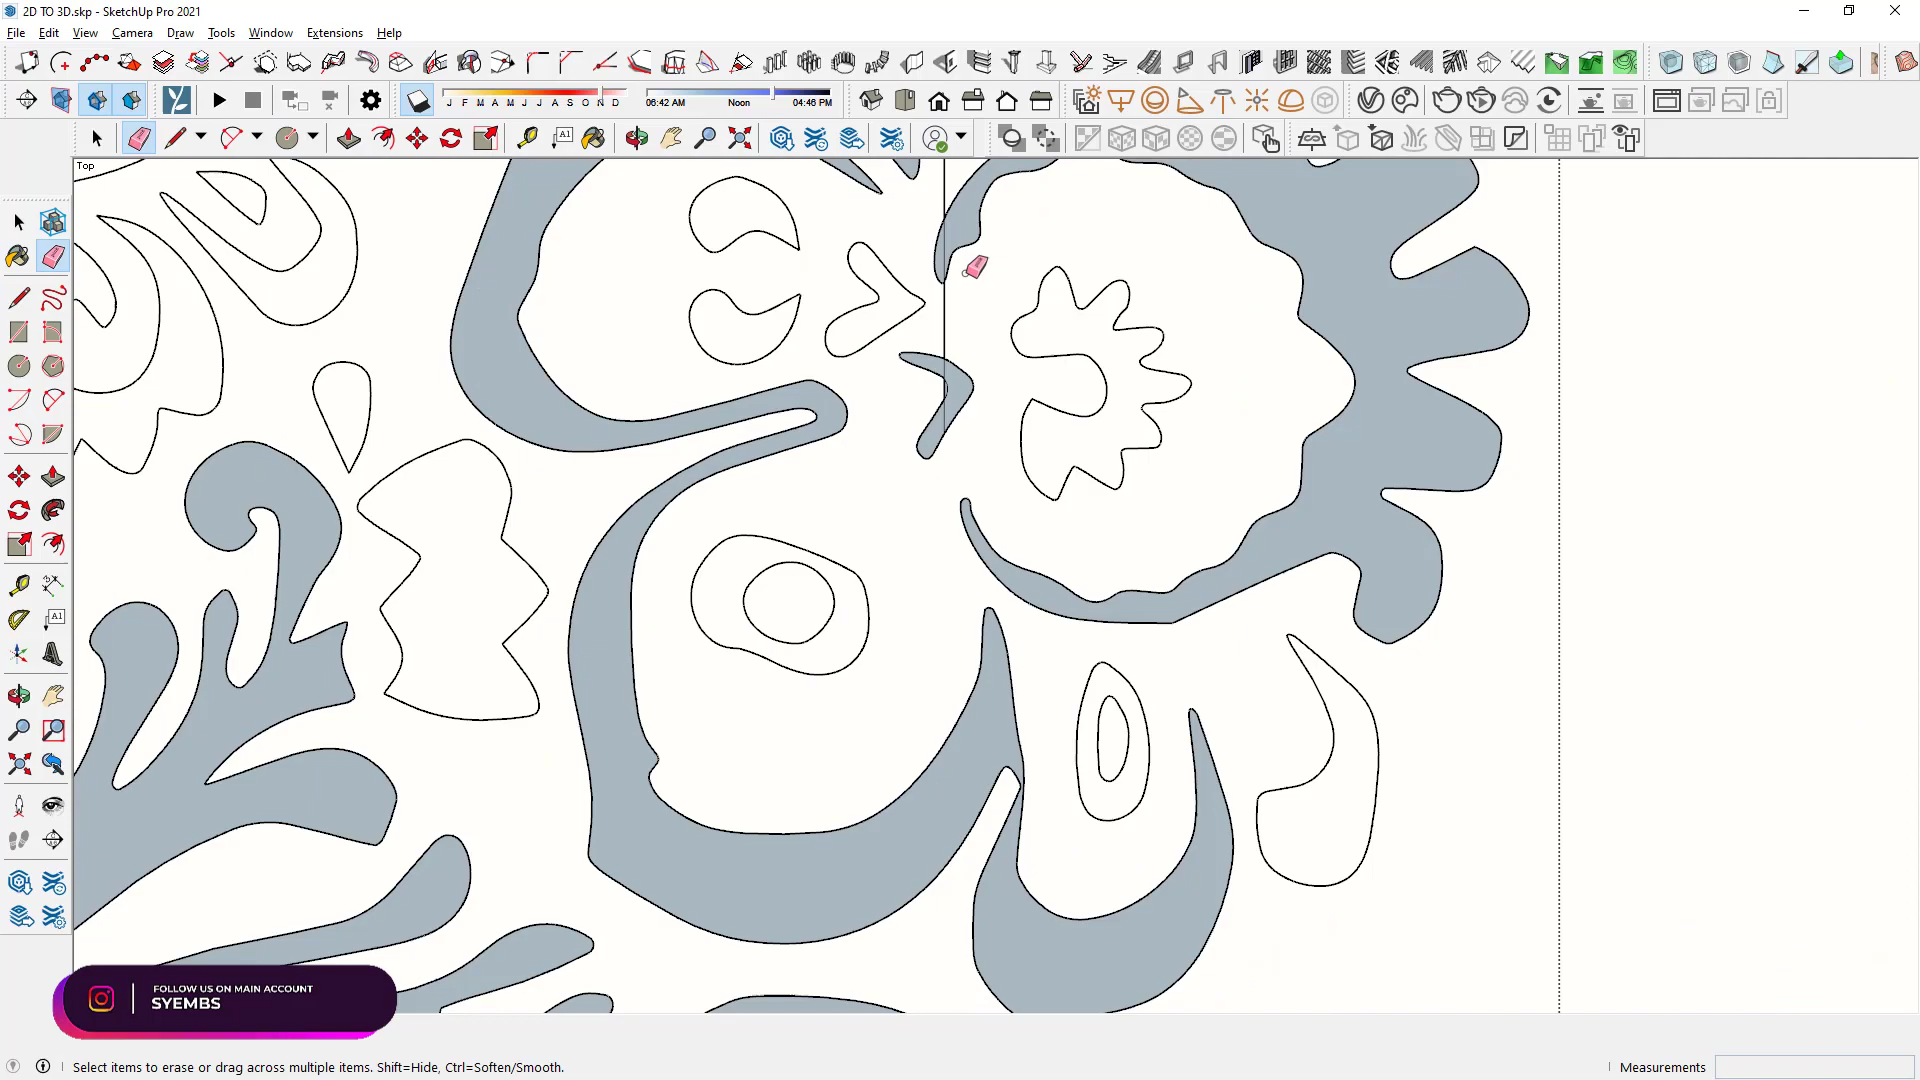 2D TO 3D.skp - SketchUp Pro 2021
File Edit View Camera Draw Tools Window Extensions Help
J F M A M J J A S O N D 06:42 AM Noon 04:46 PM
A1
Top
A1
FOLLOW US ON MAIN ACCOUNT
SYEMBS
Select items to erase or drag across multiple items. Shift=Hide, Ctrl=Soften/Smooth.
Measurements